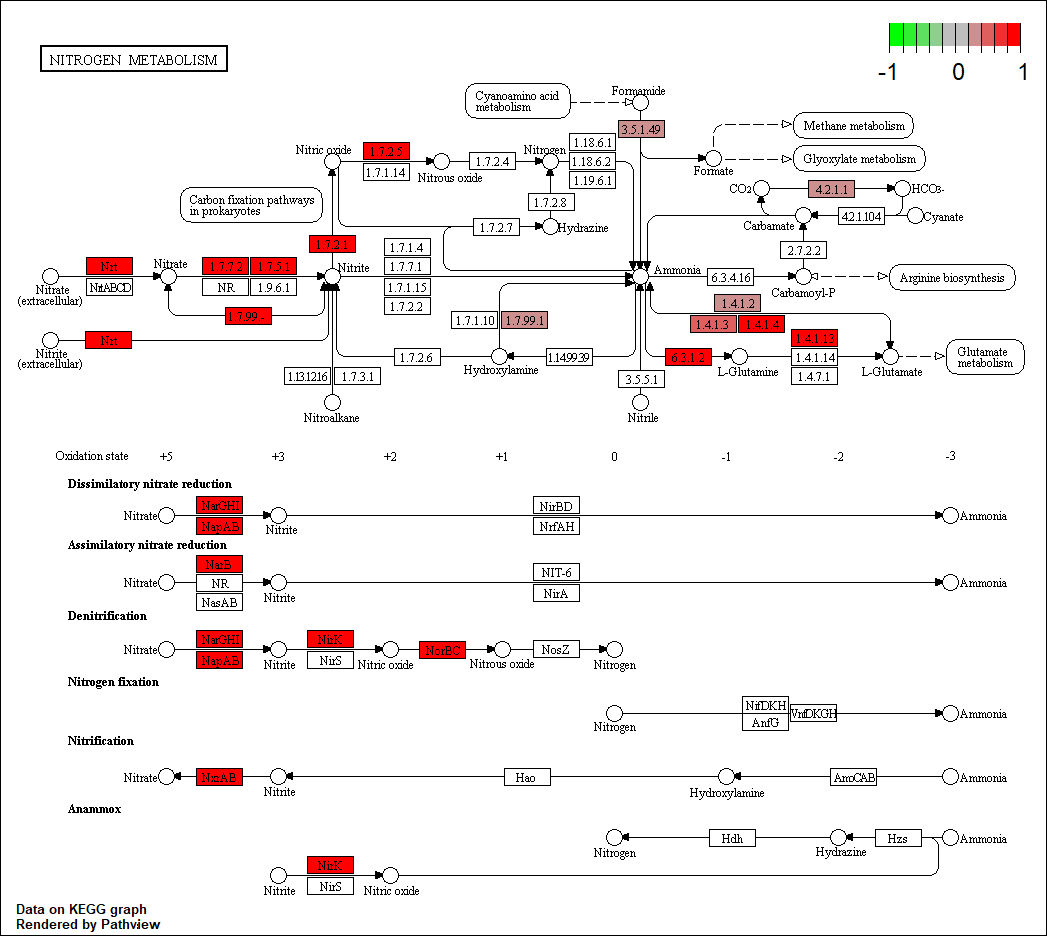 NITROGEN METABOLISM
-1 0 1
Cyanoamino acid
metabolism
Formamide
3.5.1.49
Methane metabolism
Glyoxylate metabolism
Formate
Nitric oxide
1.7.2.5
1.7.1.14
Nitrous oxide
1.7.2.4
Nitrogen
1.18.6.1
1.18.6.2
1.19.6.1
CO2
4.2.1.1
HCO3-
Carbon fixation pathways
in prokaryotes
1.7.2.8
1.7.2.7
Hydrazine
Carbamate
4.2.1.104
Cyanate
1.7.2.1
1.7.1.4
1.7.7.1
1.7.1.15
1.7.2.2
2.7.2.2
Nrt
NrtABCD
Nitrate
(extracellular)
Nitrate
1.7.7.2
1.7.5.1
NR
1.9.6.1
Nitrite
Ammonia
6.3.4.16
Carbamoyl-P
Arginine biosynthesis
1.7.99.-
1.4.1.2
1.4.1.3
1.4.1.4
Nrt
Nitrite
(extracellular)
1.7.1.10
1.7.99.1
1.7.2.6
Hydroxylamine
1.14.99.39
6.3.1.2
L-Glutamine
1.4.1.13
1.4.1.14
1.4.7.1
L-Glutamate
Glutamate
metabolism
1.13.12.16
1.7.3.1
Nitroalkane
3.5.5.1
Nitrile
Oxidation state +5 +3 +2 +1 0 -1 -2 -3
Dissimilatory nitrate reduction
Nitrate
NarGHI
NapAB
Nitrite
NirBD
NrfAH
Ammonia
Assimilatory nitrate reduction
Nitrate
NarB
NR
NasAB
Nitrite
NIT-6
NirA
Ammonia
Denitrification
Nitrate
NarGHI
NapAB
Nitrite
NirK
NirS
Nitric oxide
NorBC
Nitrous oxide
NosZ
Nitrogen
Nitrogen fixation
Nitrogen
NifDKH
AnfG
VnfDKGH
Ammonia
Nitrification
Nitrate
NxrAB
Nitrite
Hao
Hydroxylamine
AmoCAB
Ammonia
Anammox
Nitrogen
Hdh
Hydrazine
Hzs
Ammonia
Nitrite
NirK
NirS
Nitric oxide
Data on KEGG graph
Rendered by Pathview